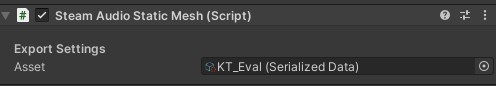 Steam Audio Static Mesh (Script)
Export Settings
Asset KT_Eval (Serialized Data)